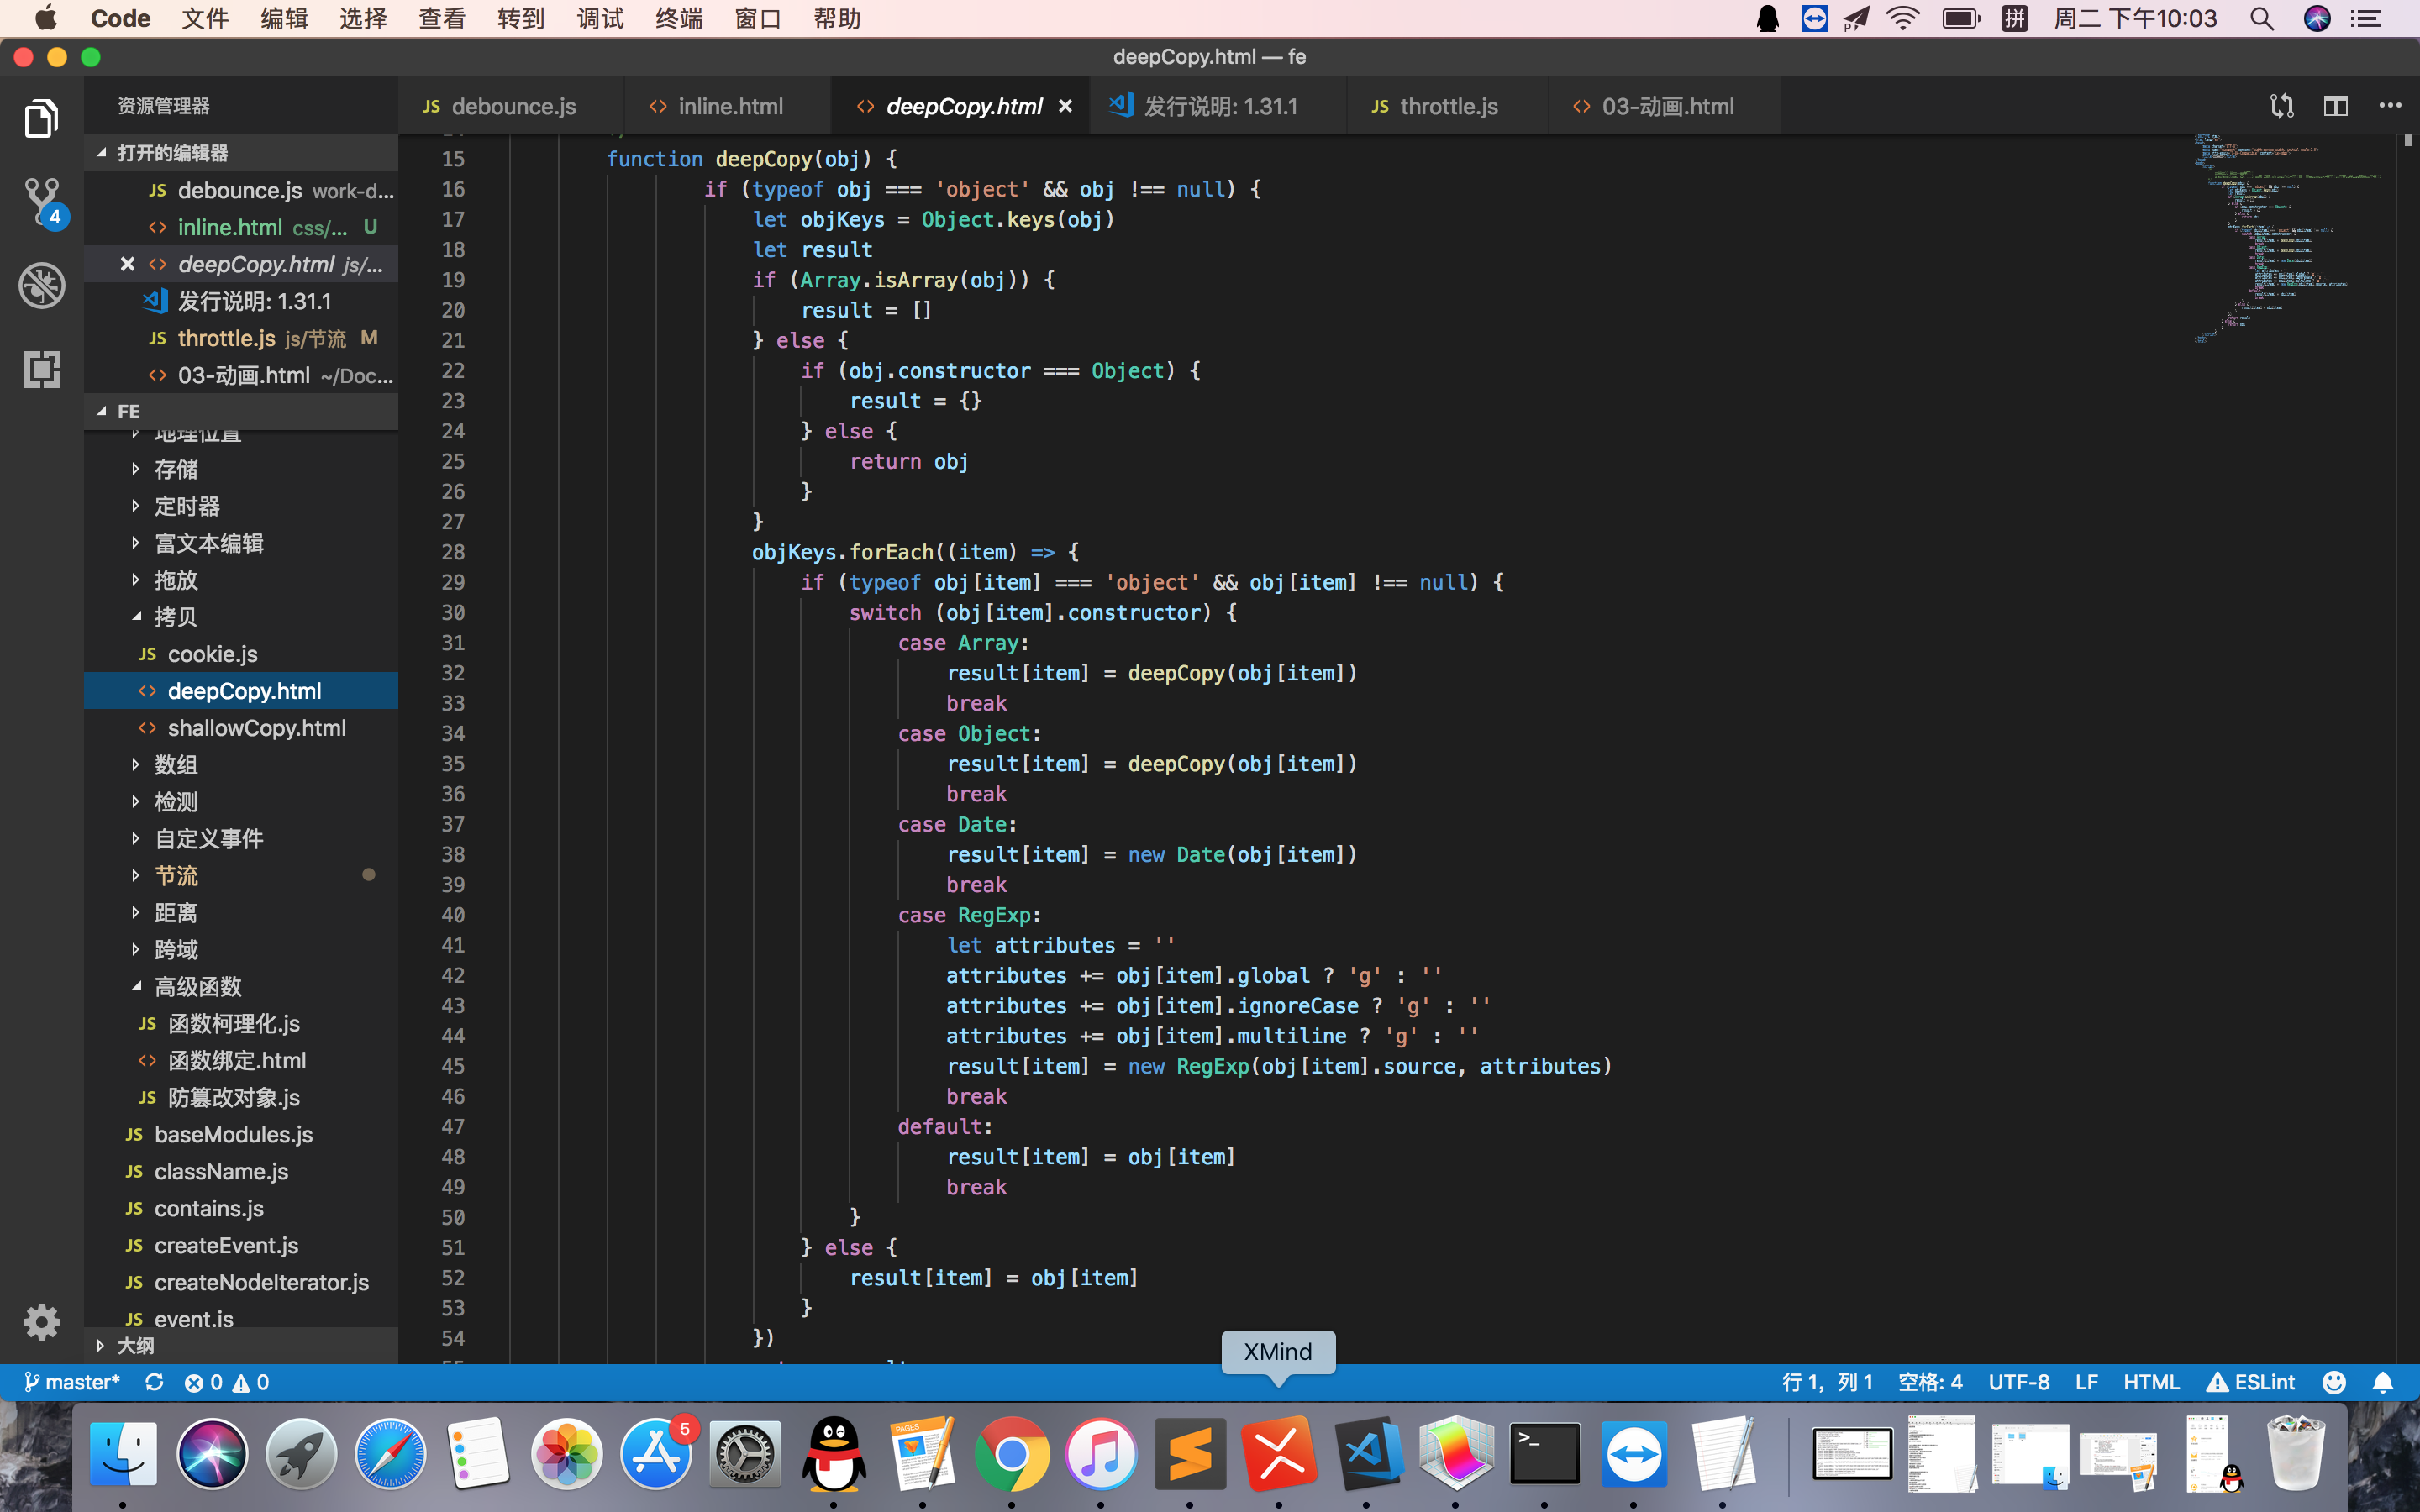 Code 文件 编辑 选择 查看 转到 调试 终端 窗口 帮助 拼 周二 下午10:03
deepCopy.html — fe
资源管理器
打开的编辑器
JS debounce.js work-d...
<> inline.html css/... U
<> deepCopy.html js/...
发行说明: 1.31.1
JS throttle.js js/节流 M
<> 03-动画.html ~/Doc...
4
FE
地理位置
存储
定时器
富文本编辑
拖放
拷贝
JS cookie.js
<> deepCopy.html
<> shallowCopy.html
数组
检测
自定义事件
节流
距离
跨域
高级函数
JS 函数柯理化.js
<> 函数绑定.html
JS 防篡改对象.js
JS baseModules.js
JS className.js
JS contains.js
JS createEvent.js
JS createNodeIterator.js
JS event.js
大纲
JS debounce.js <> inline.html <> deepCopy.html 发行说明: 1.31.1 JS throttle.js <> 03-动画.html
15 function deepCopy(obj) {
16 if (typeof obj === 'object' && obj !== null) {
17 let objKeys = Object.keys(obj)
18 let result
19 if (Array.isArray(obj)) {
20 result = []
21 } else {
22 if (obj.constructor === Object) {
23 result = {}
24 } else {
25 return obj
26 }
27 }
28 objKeys.forEach((item) => {
29 if (typeof obj[item] === 'object' && obj[item] !== null) {
30 switch (obj[item].constructor) {
31 case Array:
32 result[item] = deepCopy(obj[item])
33 break
34 case Object:
35 result[item] = deepCopy(obj[item])
36 break
37 case Date:
38 result[item] = new Date(obj[item])
39 break
40 case RegExp:
41 let attributes = ''
42 attributes += obj[item].global ? 'g' : ''
43 attributes += obj[item].ignoreCase ? 'g' : ''
44 attributes += obj[item].multiline ? 'g' : ''
45 result[item] = new RegExp(obj[item].source, attributes)
46 break
47 default:
48 result[item] = obj[item]
49 break
50 }
51 } else {
52 result[item] = obj[item]
53 }
54 })
XMind
master* 0 0 行 1，列 1 空格: 4 UTF-8 LF HTML ESLint
5
PAGES
>_